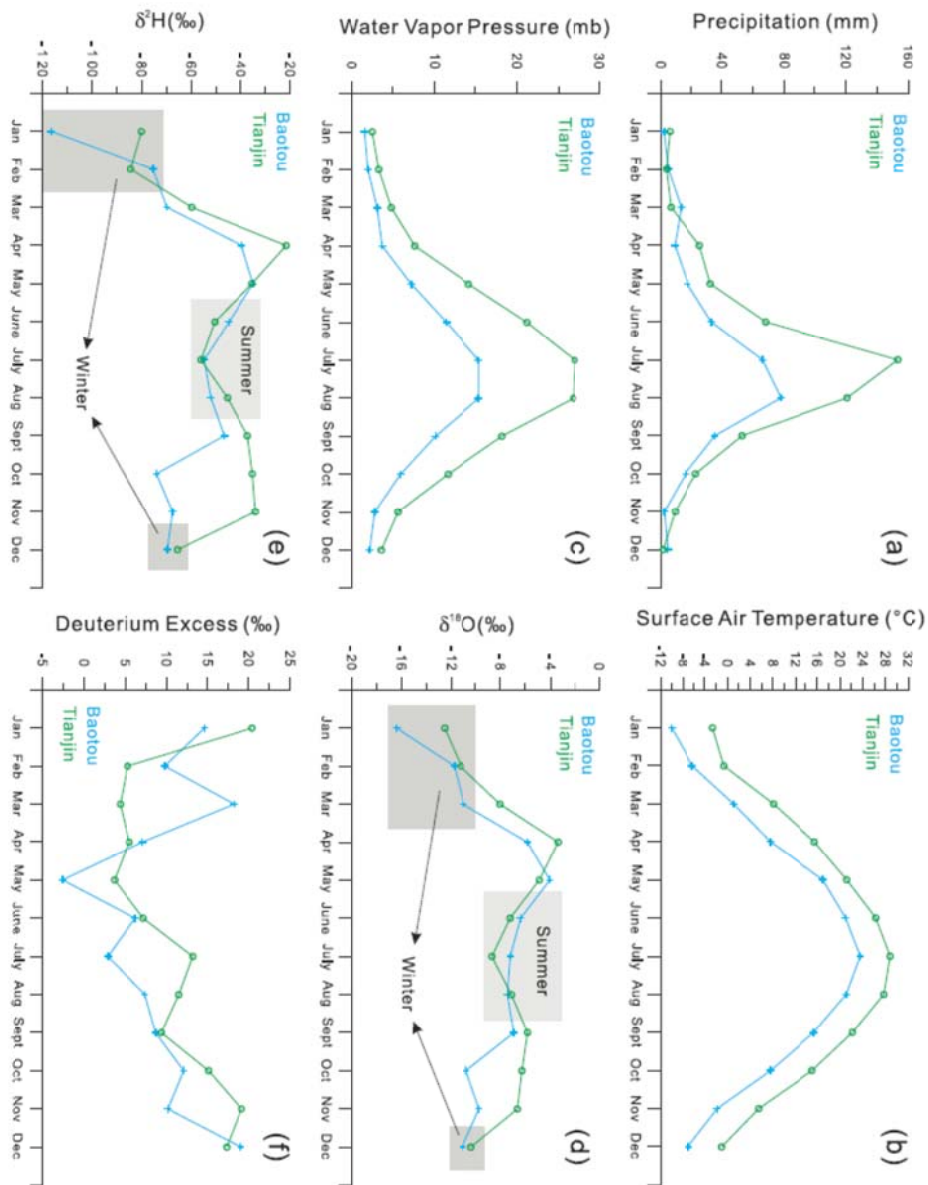 (a)
Precipitation (mm)
0
40
80
120
160
Baotou
Tianjin
Jan
Feb
Mar
Apr
May
June
July
Aug
Sept
Oct
Nov
Dec
(b)
Surface Air Temperature (°C)
-12
-8
-4
0
4
8
12
16
20
24
28
32
Baotou
Tianjin
Jan
Feb
Mar
Apr
May
June
July
Aug
Sept
Oct
Nov
Dec
(c)
Water Vapor Pressure (mb)
0
10
20
30
Baotou
Tianjin
Jan
Feb
Mar
Apr
May
June
July
Aug
Sept
Oct
Nov
Dec
(d)
δ¹⁸O(‰)
-20
-16
-12
-8
-4
0
Baotou
Tianjin
Summer
Winter
Jan
Feb
Mar
Apr
May
June
July
Aug
Sept
Oct
Nov
Dec
(e)
δ²H(‰)
-120
-100
-80
-60
-40
-20
Baotou
Tianjin
Summer
Winter
Jan
Feb
Mar
Apr
May
June
July
Aug
Sept
Oct
Nov
Dec
(f)
Deuterium Excess (‰)
-5
0
5
10
15
20
25
Baotou
Tianjin
Jan
Feb
Mar
Apr
May
June
July
Aug
Sept
Oct
Nov
Dec